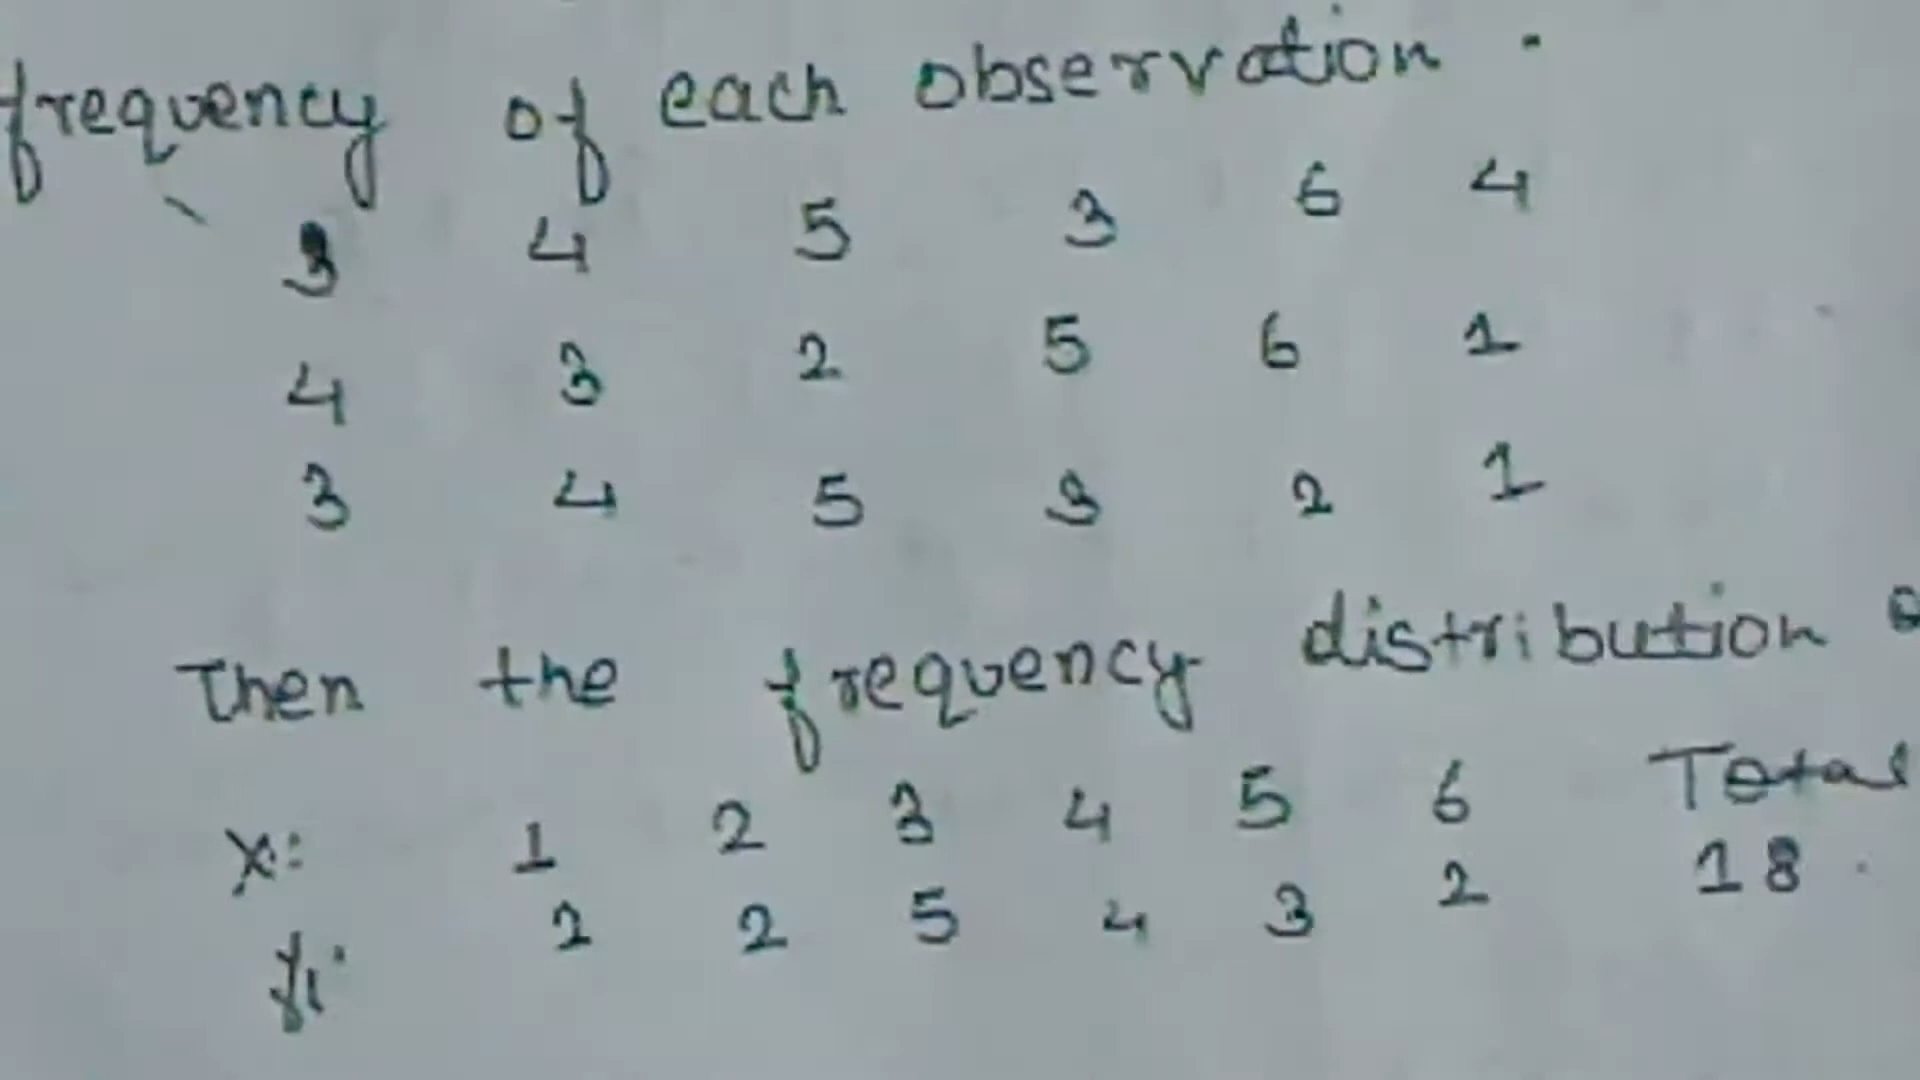 frequency of each observation.
3 4 5 3 6 4
4 3 2 5 6 1
3 4 5 3 2 1
Then the frequency distribution
X: 1 2 3 4 5 6 Total
f: 2 2 5 4 3 2 18